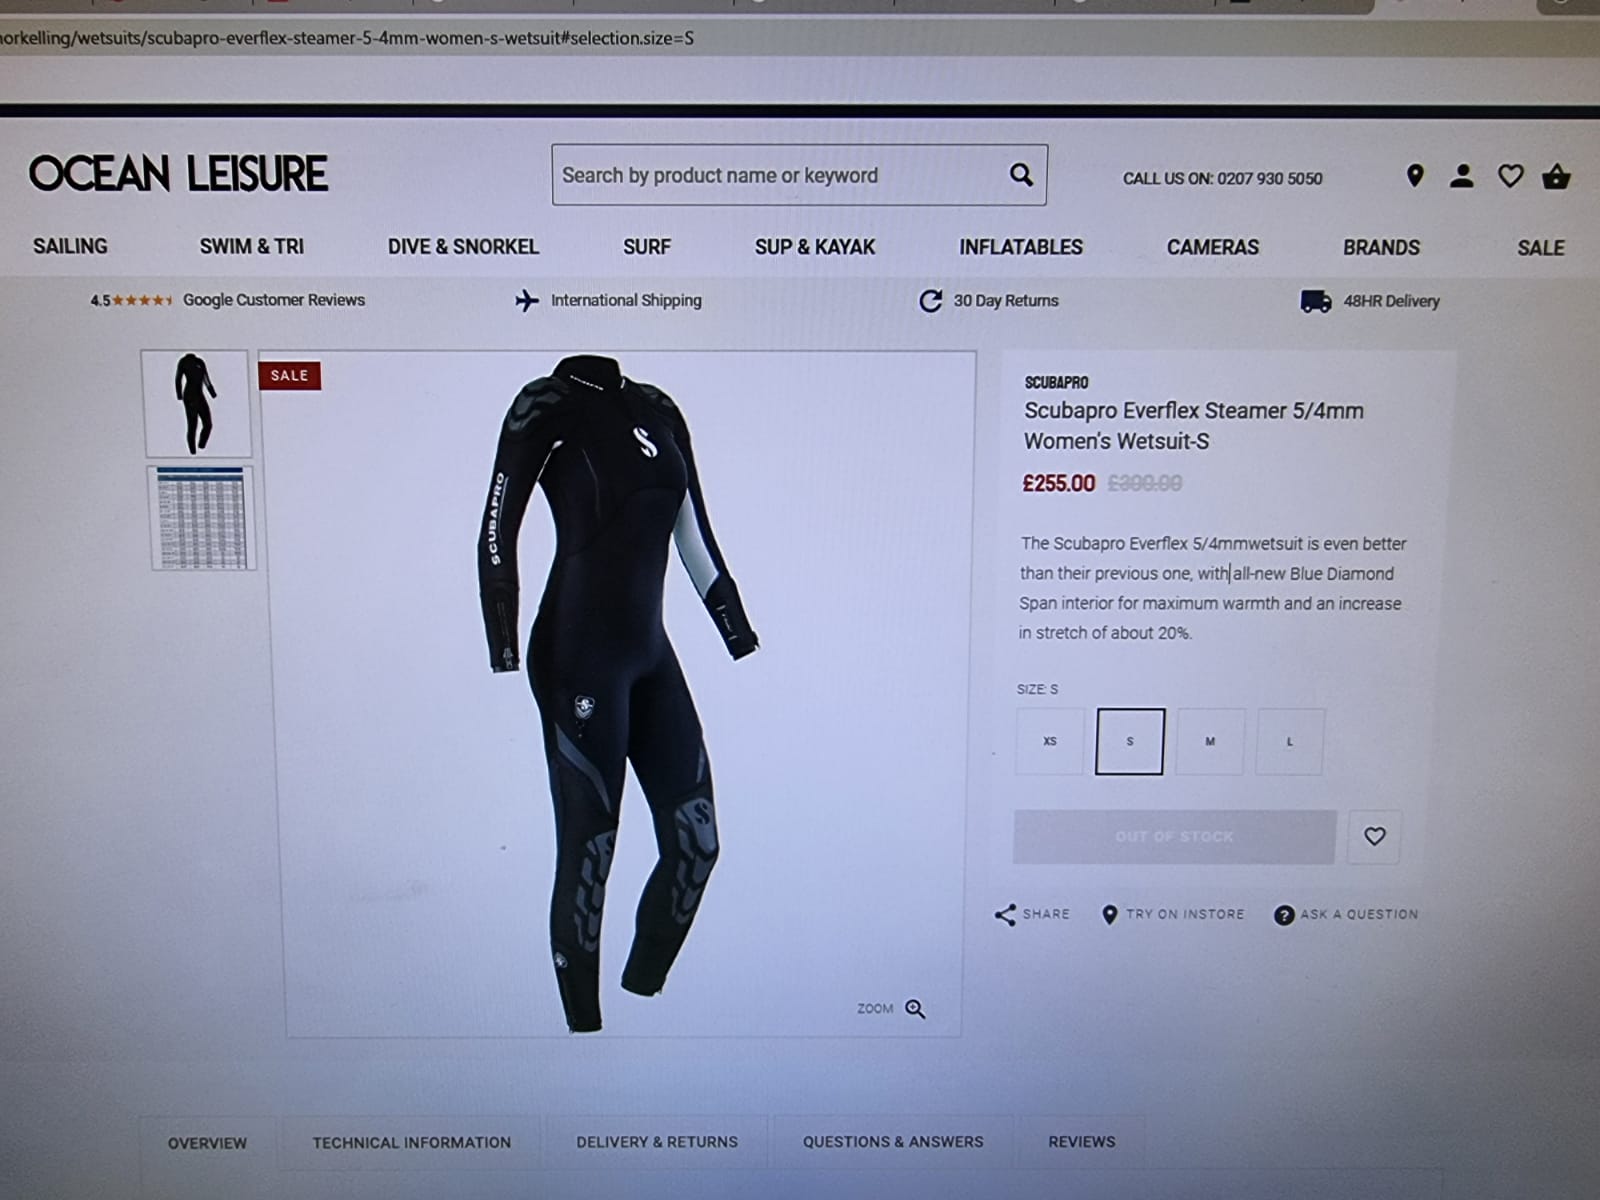 norkelling/wetsuits/scubapro-everflex-steamer-5-4mm-women-s-wetsuit#selection.size=S
OCEAN LEISURE
Search by product name or keyword
CALL US ON: 0207 930 5050
SAILING
SWIM & TRI
DIVE & SNORKEL
SURF
SUP & KAYAK
INFLATABLES
CAMERAS
BRANDS
SALE
4.5 Google Customer Reviews
International Shipping
30 Day Returns
48HR Delivery
SALE
S
SCUBAPRO
SCUBAPRO
Scubapro Everflex Steamer 5/4mm
Women's Wetsuit-S
£255.00 £300.00
The Scubapro Everflex 5/4mmwetsuit is even better
than their previous one, with all-new Blue Diamond
Span interior for maximum warmth and an increase
in stretch of about 20%.
SIZE: S
XS
S
M
L
OUT OF STOCK
SHARE
TRY ON INSTORE
? ASK A QUESTION
ZOOM
OVERVIEW
TECHNICAL INFORMATION
DELIVERY & RETURNS
QUESTIONS & ANSWERS
REVIEWS